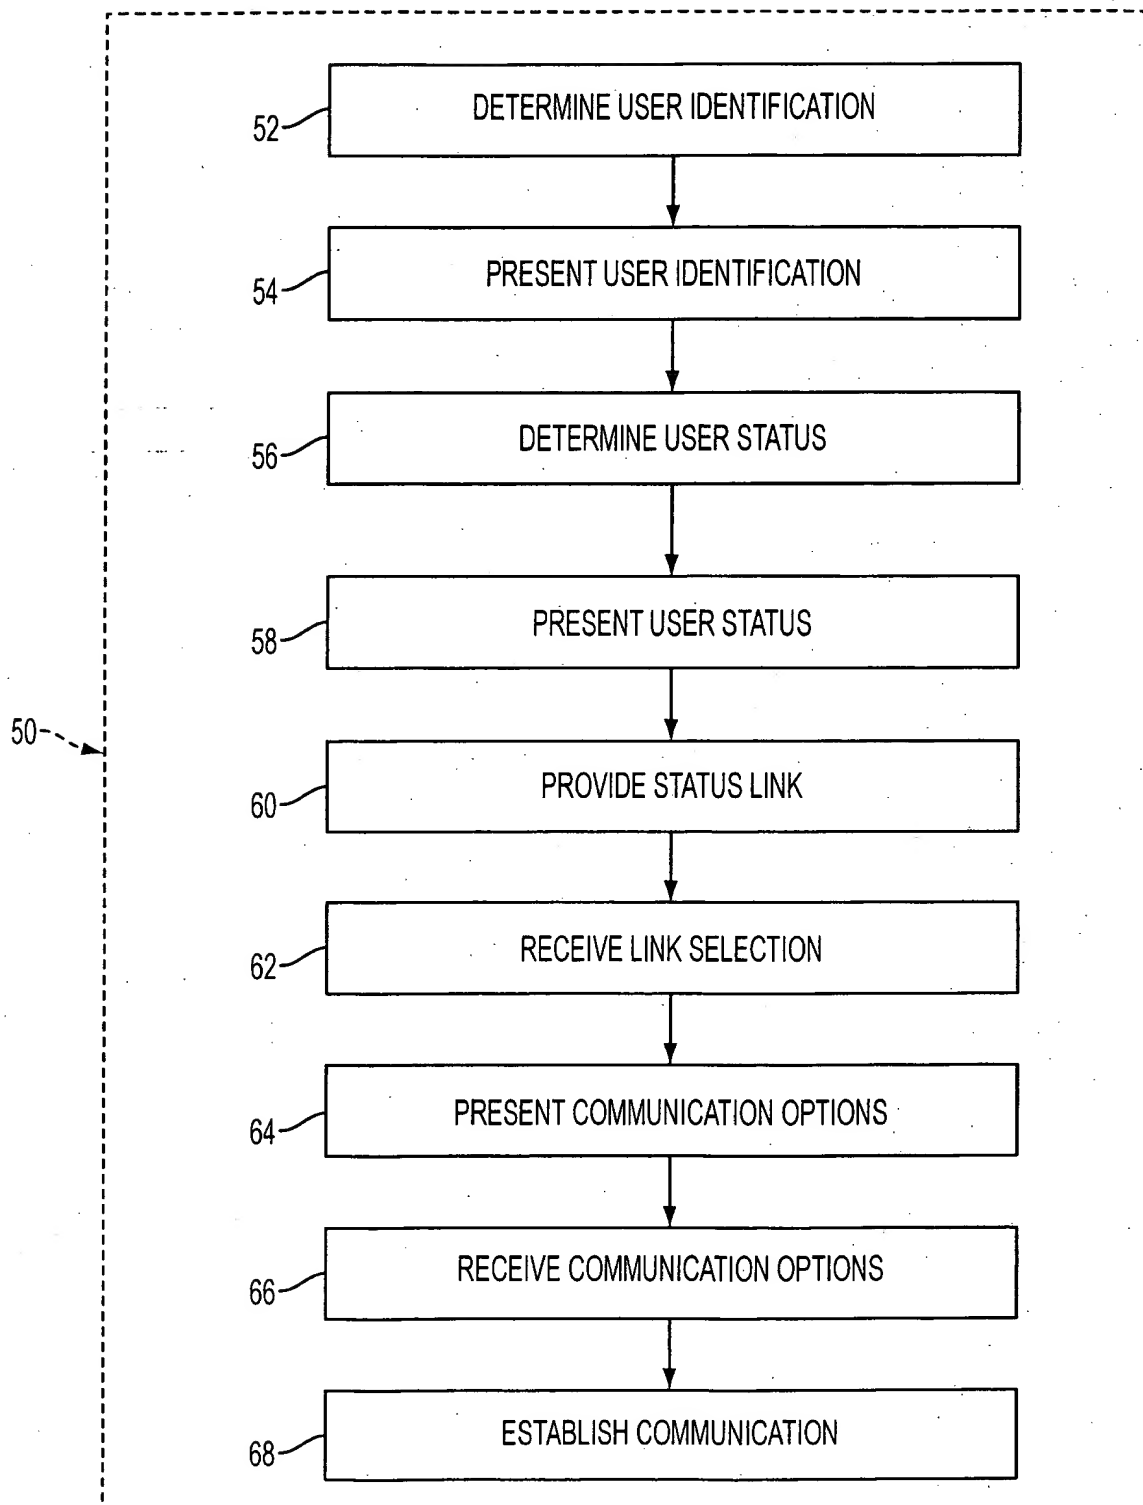 DETERMINE USER IDENTIFICATION
52
PRESENT USER IDENTIFICATION
54
DETERMINE USER STATUS
56
PRESENT USER STATUS
58
50
PROVIDE STATUS LINK
60
RECEIVE LINK SELECTION
62
PRESENT COMMUNICATION OPTIONS
64
RECEIVE COMMUNICATION OPTIONS
66
ESTABLISH COMMUNICATION
68